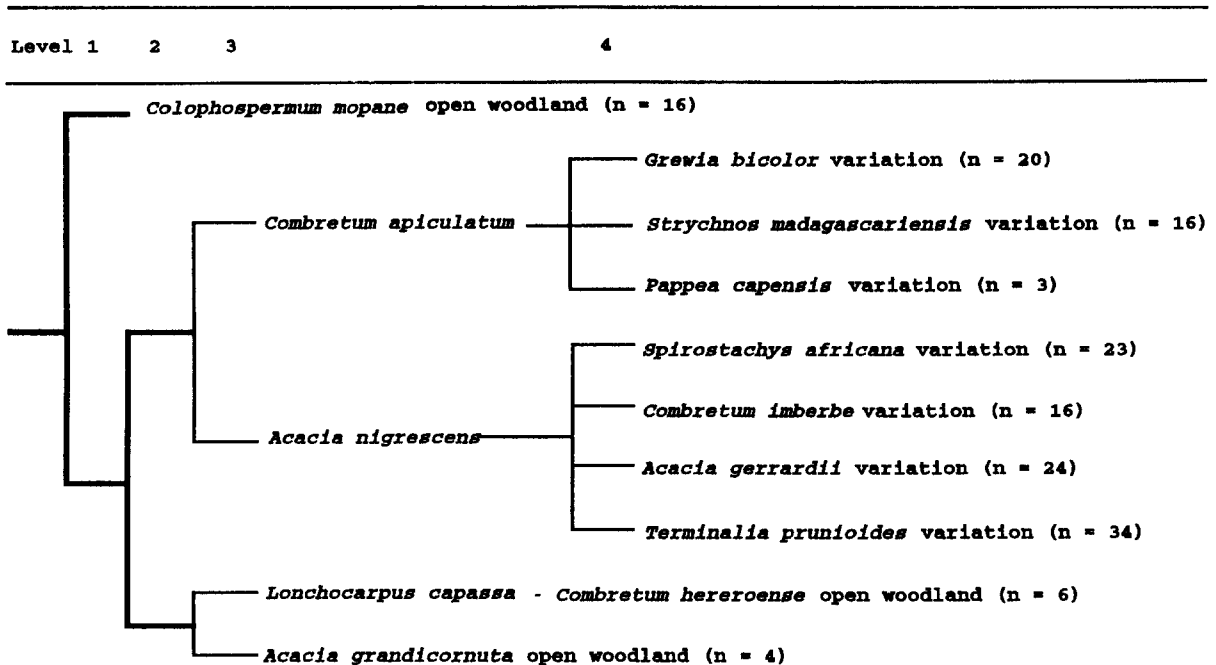 Level 1 2 3 4
Colophospermum mopane open woodland (n = 16)
Grewia bicolor variation (n = 20)
Combretum apiculatum
Strychnos madagascariensis variation (n = 16)
Pappea capensis variation (n = 3)
Spirostachys africana variation (n = 23)
Combretum imberbe variation (n = 16)
Acacia nigrescens
Acacia gerrardii variation (n = 24)
Terminalia prunioides variation (n = 34)
Lonchocarpus capassa - Combretum hereroense open woodland (n = 6)
Acacia grandicornuta open woodland (n = 4)